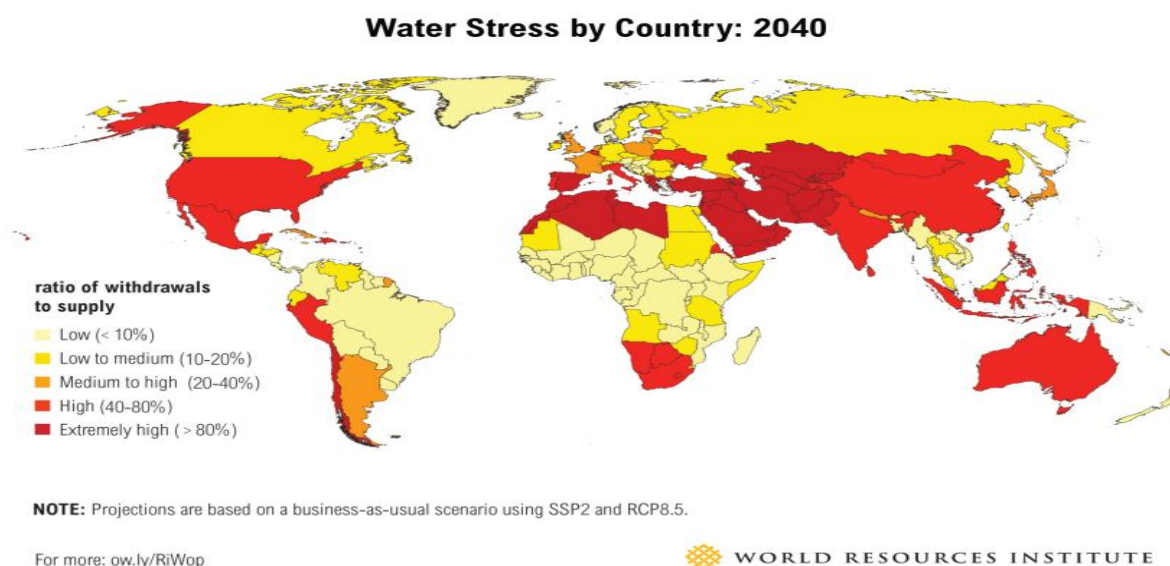 Water Stress by Country: 2040
ratio of withdrawals
to supply
Low (< 10%)
Low to medium (10-20%)
Medium to high (20-40%)
High (40-80%)
Extremely high (> 80%)
NOTE: Projections are based on a business-as-usual scenario using SSP2 and RCP8.5.
For more: ow.ly/RiWop
WORLD RESOURCES INSTITUTE